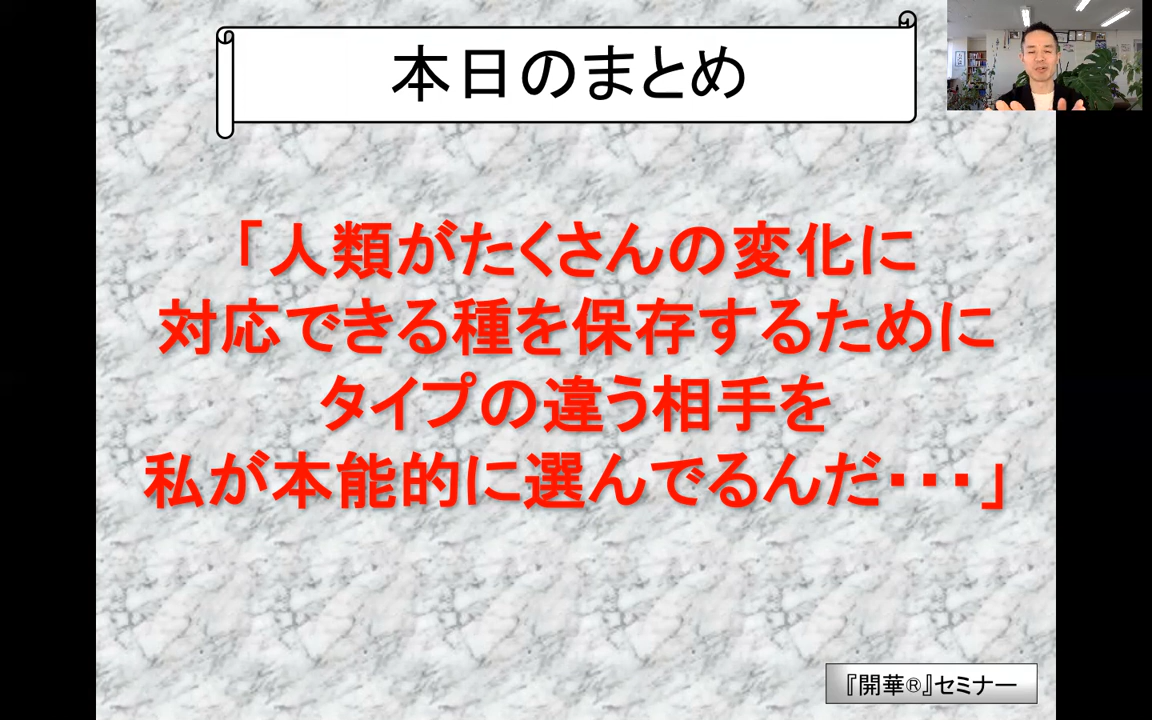 本日のまとめ
「人類がたくさんの変化に
対応できる種を保存するために
タイプの違う相手を
私が本能的に選んでるんだ・・・」
『開華®』セミナー